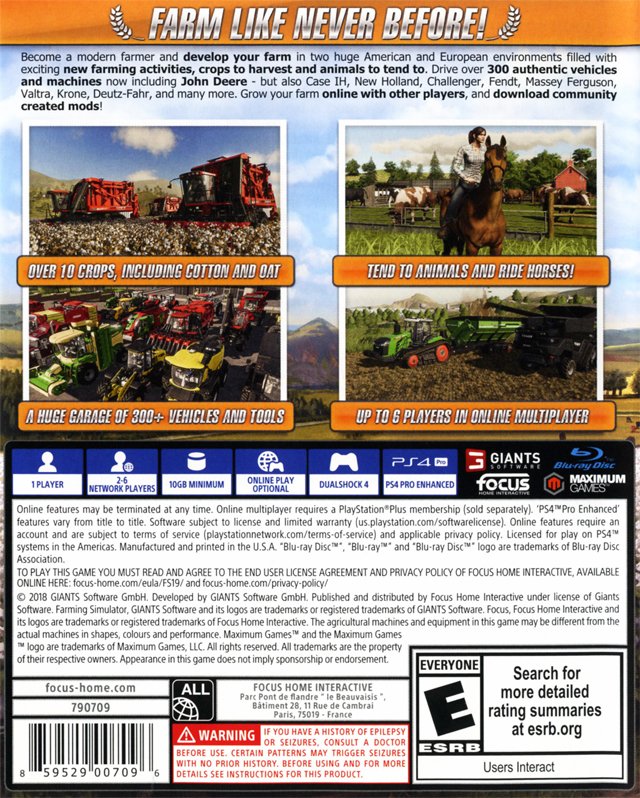 FARM LIKE NEVER BEFORE!
Become a modern farmer and develop your farm in two huge American and European environments filled with
exciting new farming activities, crops to harvest and animals to tend to. Drive over 300 authentic vehicles
and machines now including John Deere - but also Case IH, New Holland, Challenger, Fendt, Massey Ferguson,
Valtra, Krone, Deutz-Fahr, and many more. Grow your farm online with other players, and download community
created mods!
OVER 10 CROPS, INCLUDING COTTON AND OAT
TEND TO ANIMALS AND RIDE HORSES!
A HUGE GARAGE OF 300+ VEHICLES AND TOOLS
UP TO 6 PLAYERS IN ONLINE MULTIPLAYER
1 PLAYER
2-6
NETWORK PLAYERS
10GB MINIMUM
ONLINE PLAY
OPTIONAL
DUALSHOCK 4
PS4 Pro
PS4 PRO ENHANCED
GIANTS
SOFTWARE
Blu-ray Disc
focus
HOME INTERACTIVE
MAXIMUM
GAMES™
Online features may be terminated at any time. Online multiplayer requires a PlayStation®Plus membership (sold separately). 'PS4™Pro Enhanced'
features vary from title to title. Software subject to license and limited warranty (us.playstation.com/softwarelicense). Online features require an
account and are subject to terms of service (playstationnetwork.com/terms-of-service) and applicable privacy policy. Licensed for play on PS4™
systems in the Americas. Manufactured and printed in the U.S.A. "Blu-ray Disc™", "Blu-ray™" and "Blu-ray Disc™" logo are trademarks of Blu-ray Disc
Association.
TO PLAY THIS GAME YOU MUST READ AND AGREE TO THE END USER LICENSE AGREEMENT AND PRIVACY POLICY OF FOCUS HOME INTERACTIVE, AVAILABLE
ONLINE HERE: focus-home.com/eula/FS19/ and focus-home.com/privacy-policy/
© 2018 GIANTS Software GmbH. Developed by GIANTS Software GmbH. Published and distributed by Focus Home Interactive under license of Giants
Software. Farming Simulator, GIANTS Software and its logos are trademarks or registered trademarks of GIANTS Software. Focus, Focus Home Interactive and
its logos are trademarks or registered trademarks of Focus Home Interactive. The agricultural machines and equipment in this game may be different from the
actual machines in shapes, colours and performance. Maximum Games™ and the Maximum Games
™ logo are trademarks of Maximum Games, LLC. All rights reserved. All trademarks are the property
of their respective owners. Appearance in this game does not imply sponsorship or endorsement.
focus-home.com
790709
ALL
FOCUS HOME INTERACTIVE
Parc Pont de flandre " le Beauvaisis ",
Bâtiment 28, 11 Rue de Cambrai
Paris, 75019 - France
WARNING IF YOU HAVE A HISTORY OF EPILEPSY
OR SEIZURES, CONSULT A DOCTOR
BEFORE USE. CERTAIN PATTERNS MAY TRIGGER SEIZURES
WITH NO PRIOR HISTORY. BEFORE USING AND FOR MORE
DETAILS SEE INSTRUCTIONS FOR THIS PRODUCT.
8 59529 00709 6
EVERYONE
E
ESRB
Search for
more detailed
rating summaries
at esrb.org
Users Interact